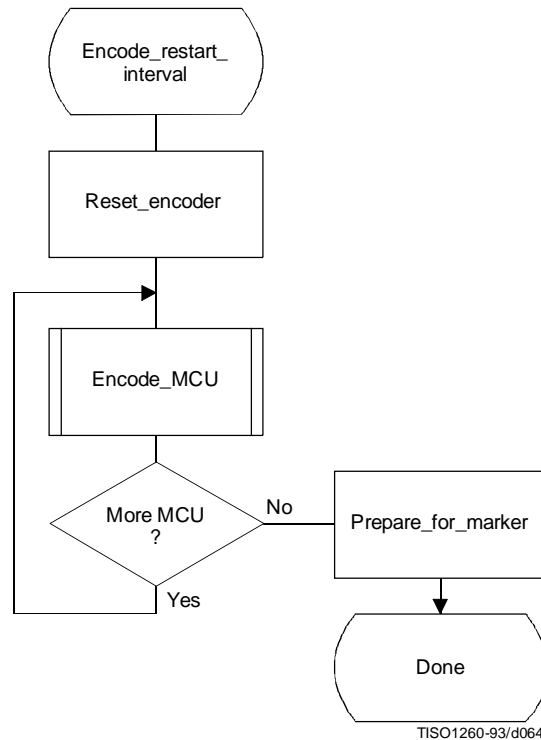 Encode_restart_
interval
Reset_encoder
Encode_MCU
More MCU
?
No
Prepare_for_marker
Yes
Done
TISO1260-93/d064